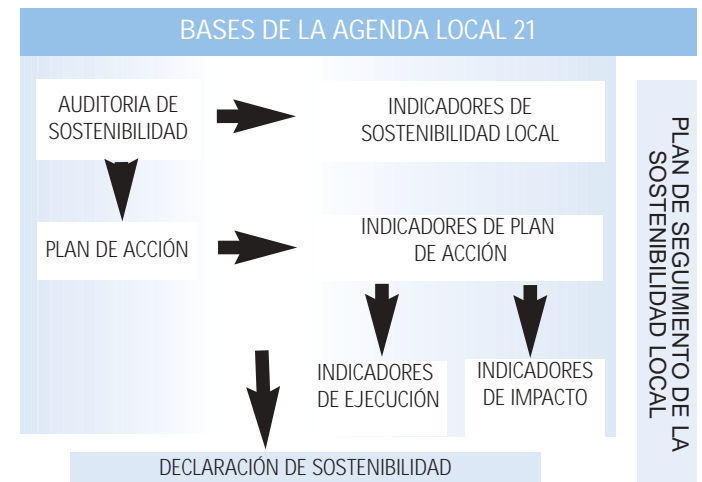 BASES DE LA AGENDA LOCAL 21
AUDITORIA DE
SOSTENIBILIDAD
INDICADORES DE
SOSTENIBILIDAD LOCAL
PLAN DE ACCIÓN
INDICADORES DE PLAN
DE ACCIÓN
INDICADORES
DE EJECUCIÓN
INDICADORES
DE IMPACTO
DECLARACIÓN DE SOSTENIBILIDAD
PLAN DE SEGUIMIENTO DE LA
SOSTENIBILIDAD LOCAL